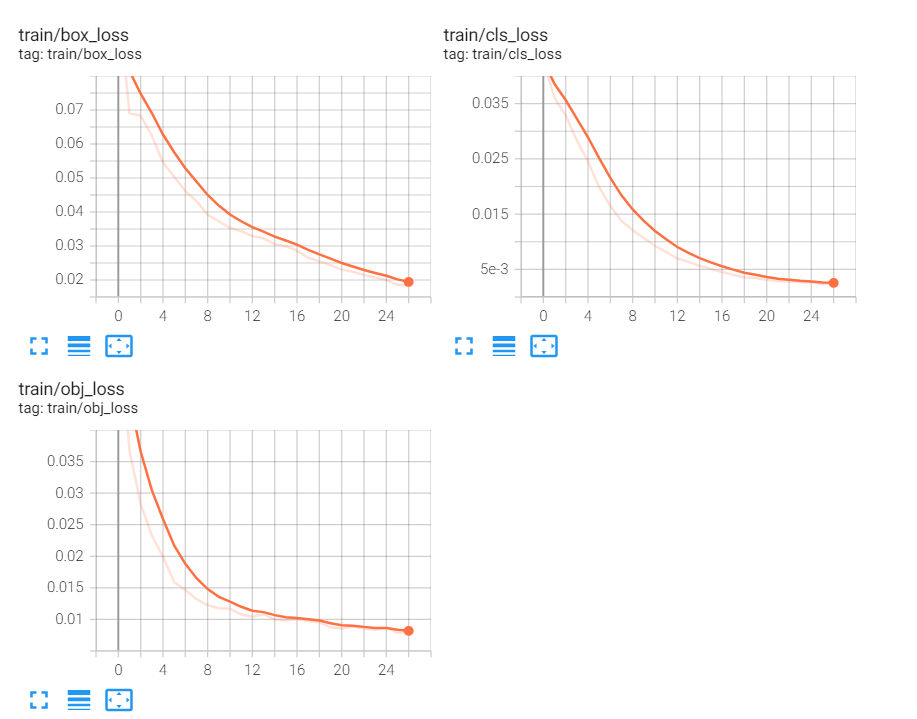 train/box_loss
tag: train/box_loss
0.07
0.06
0.05
0.04
0.03
0.02
0 4 8 12 16 20 24
train/cls_loss
tag: train/cls_loss
0.035
0.025
0.015
5e-3
0 4 8 12 16 20 24
train/obj_loss
tag: train/obj_loss
0.035
0.03
0.025
0.02
0.015
0.01
0 4 8 12 16 20 24